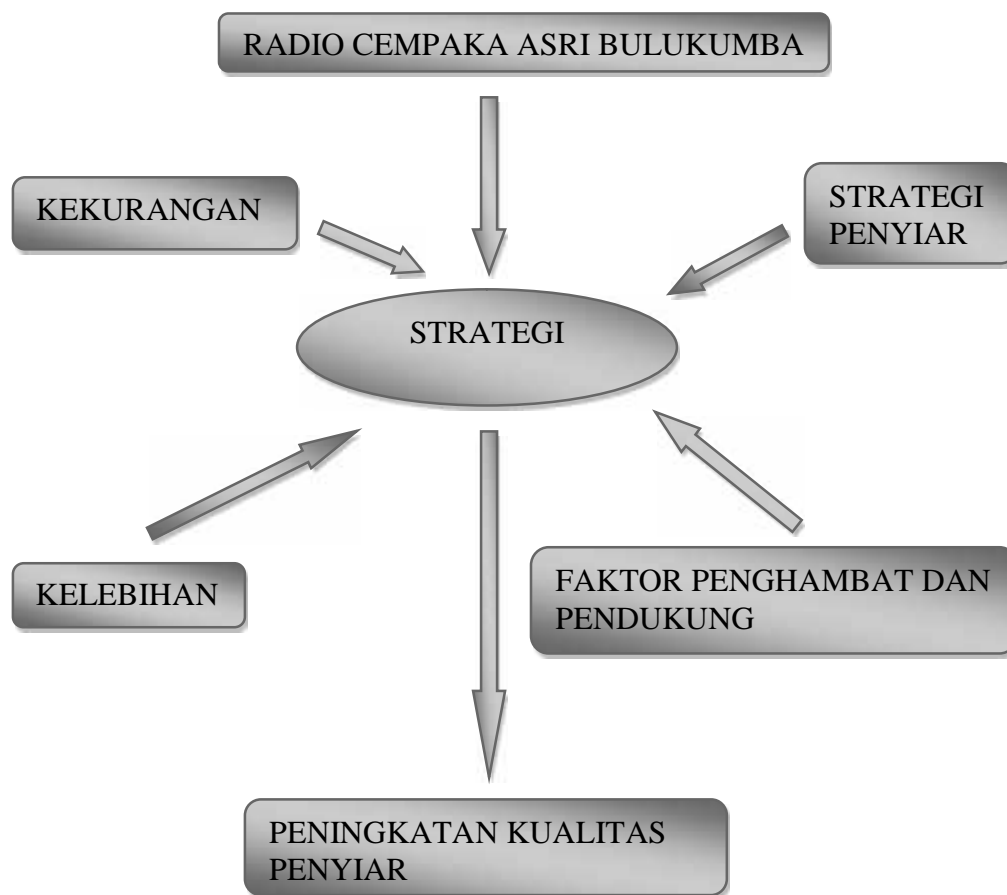 RADIO CEMPAKA ASRI BULUKUMBA
KEKURANGAN
STRATEGI
PENYIAR
STRATEGI
KELEBIHAN
FAKTOR PENGHAMBAT DAN
PENDUKUNG
PENINGKATAN KUALITAS
PENYIAR